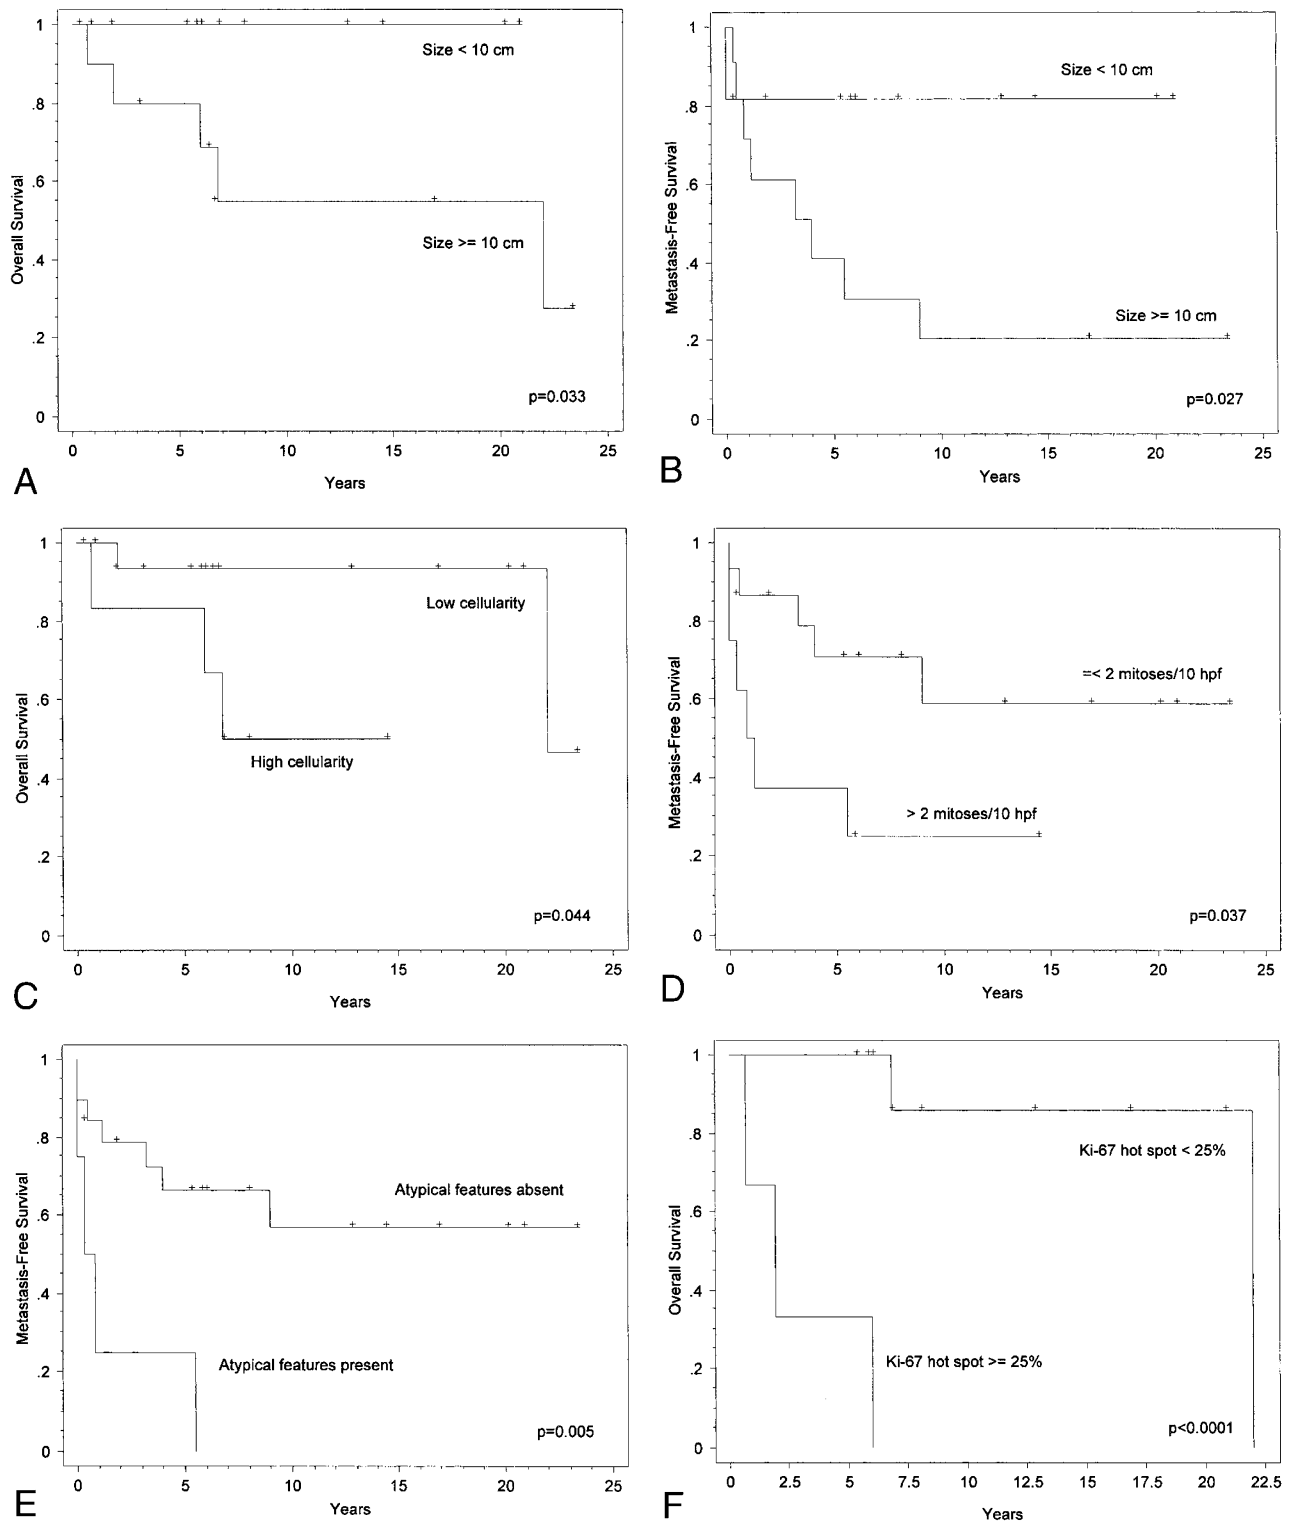 1
.8
.6
.4
.2
0
Overall Survival
Size < 10 cm
Size >= 10 cm
p=0.033
0 5 10 15 20 25
Years
A
1
.8
.6
.4
.2
0
Metastasis-Free Survival
Size < 10 cm
Size >= 10 cm
p=0.027
0 5 10 15 20 25
Years
B
1
.8
.6
.4
.2
0
Overall Survival
Low cellularity
High cellularity
p=0.044
0 5 10 15 20 25
Years
C
1
.8
.6
.4
.2
0
Metastasis-Free Survival
=< 2 mitoses/10 hpf
> 2 mitoses/10 hpf
p=0.037
0 5 10 15 20 25
Years
D
1
.8
.6
.4
.2
0
Metastasis-Free Survival
Atypical features absent
Atypical features present
p=0.005
0 5 10 15 20 25
Years
E
1
.8
.6
.4
.2
0
Overall Survival
Ki-67 hot spot < 25%
Ki-67 hot spot >= 25%
p<0.0001
0 2.5 5 7.5 10 12.5 15 17.5 20 22.5
Years
F